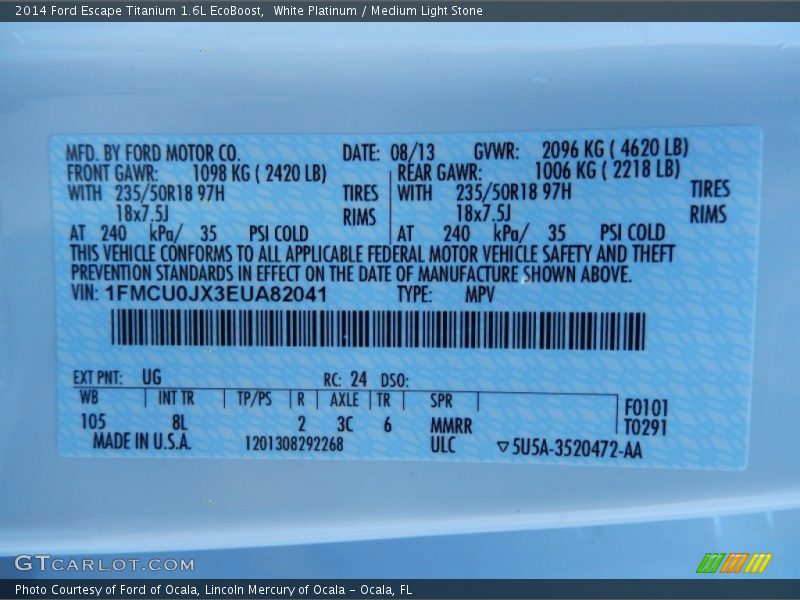 2014 Ford Escape Titanium 1.6L EcoBoost, White Platinum / Medium Light Stone
MFD. BY FORD MOTOR CO. DATE: 08/13 GVWR: 2096 KG ( 4620 LB)
FRONT GAWR: 1098 KG ( 2420 LB) REAR GAWR: 1006 KG ( 2218 LB)
WITH 235/50R18 97H TIRES WITH 235/50R18 97H TIRES
18x7.5J RIMS 18x7.5J RIMS
AT 240 kPa/ 35 PSI COLD AT 240 kPa/ 35 PSI COLD
THIS VEHICLE CONFORMS TO ALL APPLICABLE FEDERAL MOTOR VEHICLE SAFETY AND THEFT
PREVENTION STANDARDS IN EFFECT ON THE DATE OF MANUFACTURE SHOWN ABOVE.
VIN: 1FMCU0JX3EUA82041 TYPE: MPV
EXT PNT: UG RC: 24 DSO:
WB INT TR TP/PS R AXLE TR SPR F0101
105 8L 2 3C 6 MMRR T0291
MADE IN U.S.A. 1201308292268 ULC ▽5U5A-3520472-AA
GTCARLOT.COM
Photo Courtesy of Ford of Ocala, Lincoln Mercury of Ocala - Ocala, FL